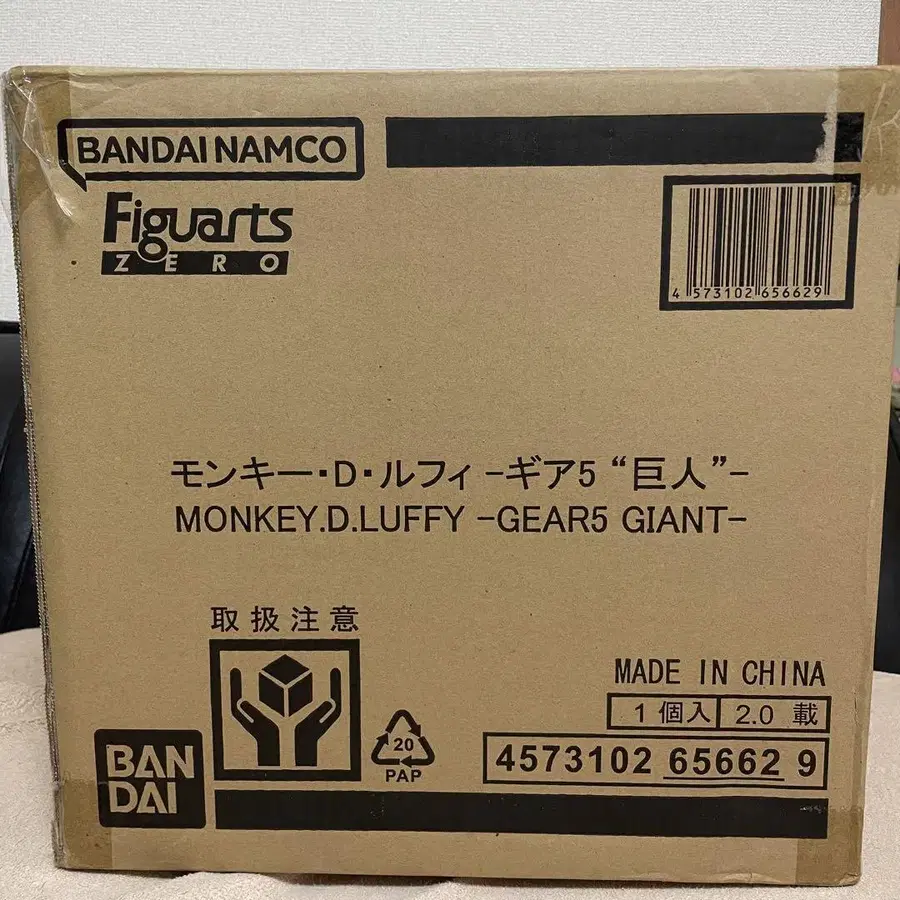 BANDAI NAMCO
Figuarts
ZERO
4 573102 656629
モンキー・D・ルフィ -ギア5 “巨人”-
MONKEY.D.LUFFY -GEAR5 GIANT-
取扱注意
MADE IN CHINA
1個入 2.0 載
20
PAP
4573102 65662 9
BAN
DAI